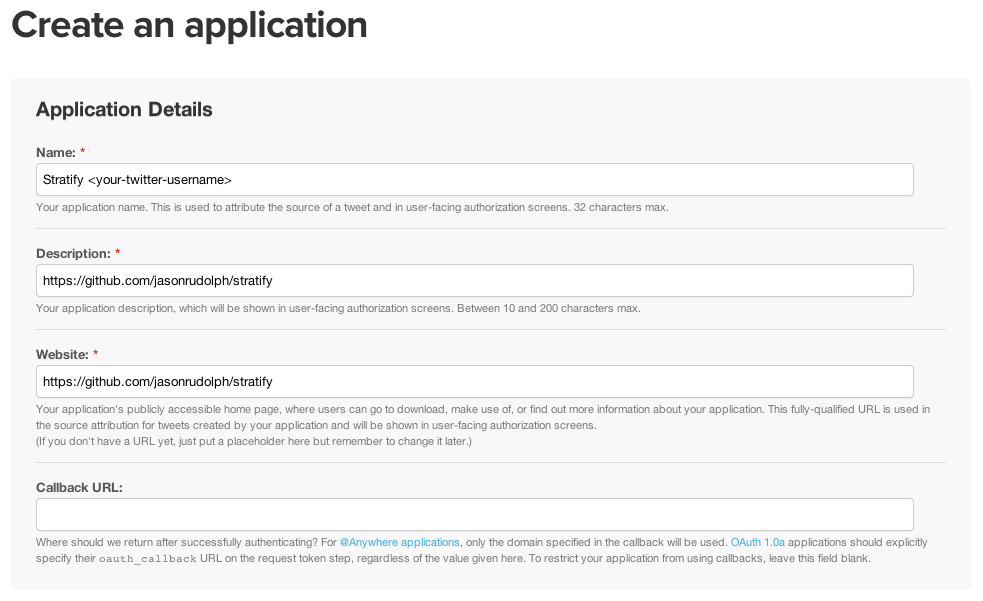 Create an application
Application Details
Name: *
Stratify <your-twitter-username>
Your application name. This is used to attribute the source of a tweet and in user-facing authorization screens. 32 characters max.
Description: *
https://github.com/jasonrudolph/stratify
Your application description, which will be shown in user-facing authorization screens. Between 10 and 200 characters max.
Website: *
https://github.com/jasonrudolph/stratify
Your application's publicly accessible home page, where users can go to download, make use of, or find out more information about your application. This fully-qualified URL is used in
the source attribution for tweets created by your application and will be shown in user-facing authorization screens.
(If you don't have a URL yet, just put a placeholder here but remember to change it later.)
Callback URL:
Where should we return after successfully authenticating? For @Anywhere applications, only the domain specified in the callback will be used. OAuth 1.0a applications should explicitly
specify their oauth_callback URL on the request token step, regardless of the value given here. To restrict your application from using callbacks, leave this field blank.